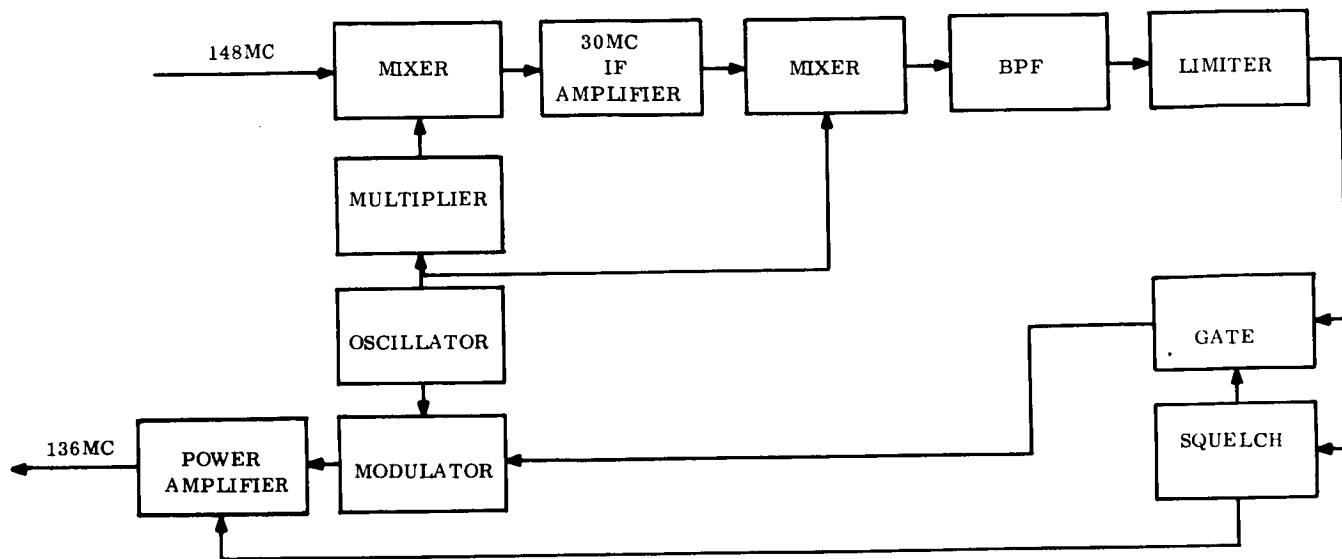 148MC
MIXER
30MC
IF
AMPLIFIER
MIXER
BPF
LIMITER
MULTIPLIER
OSCILLATOR
GATE
136MC
POWER
AMPLIFIER
MODULATOR
SQUELCH